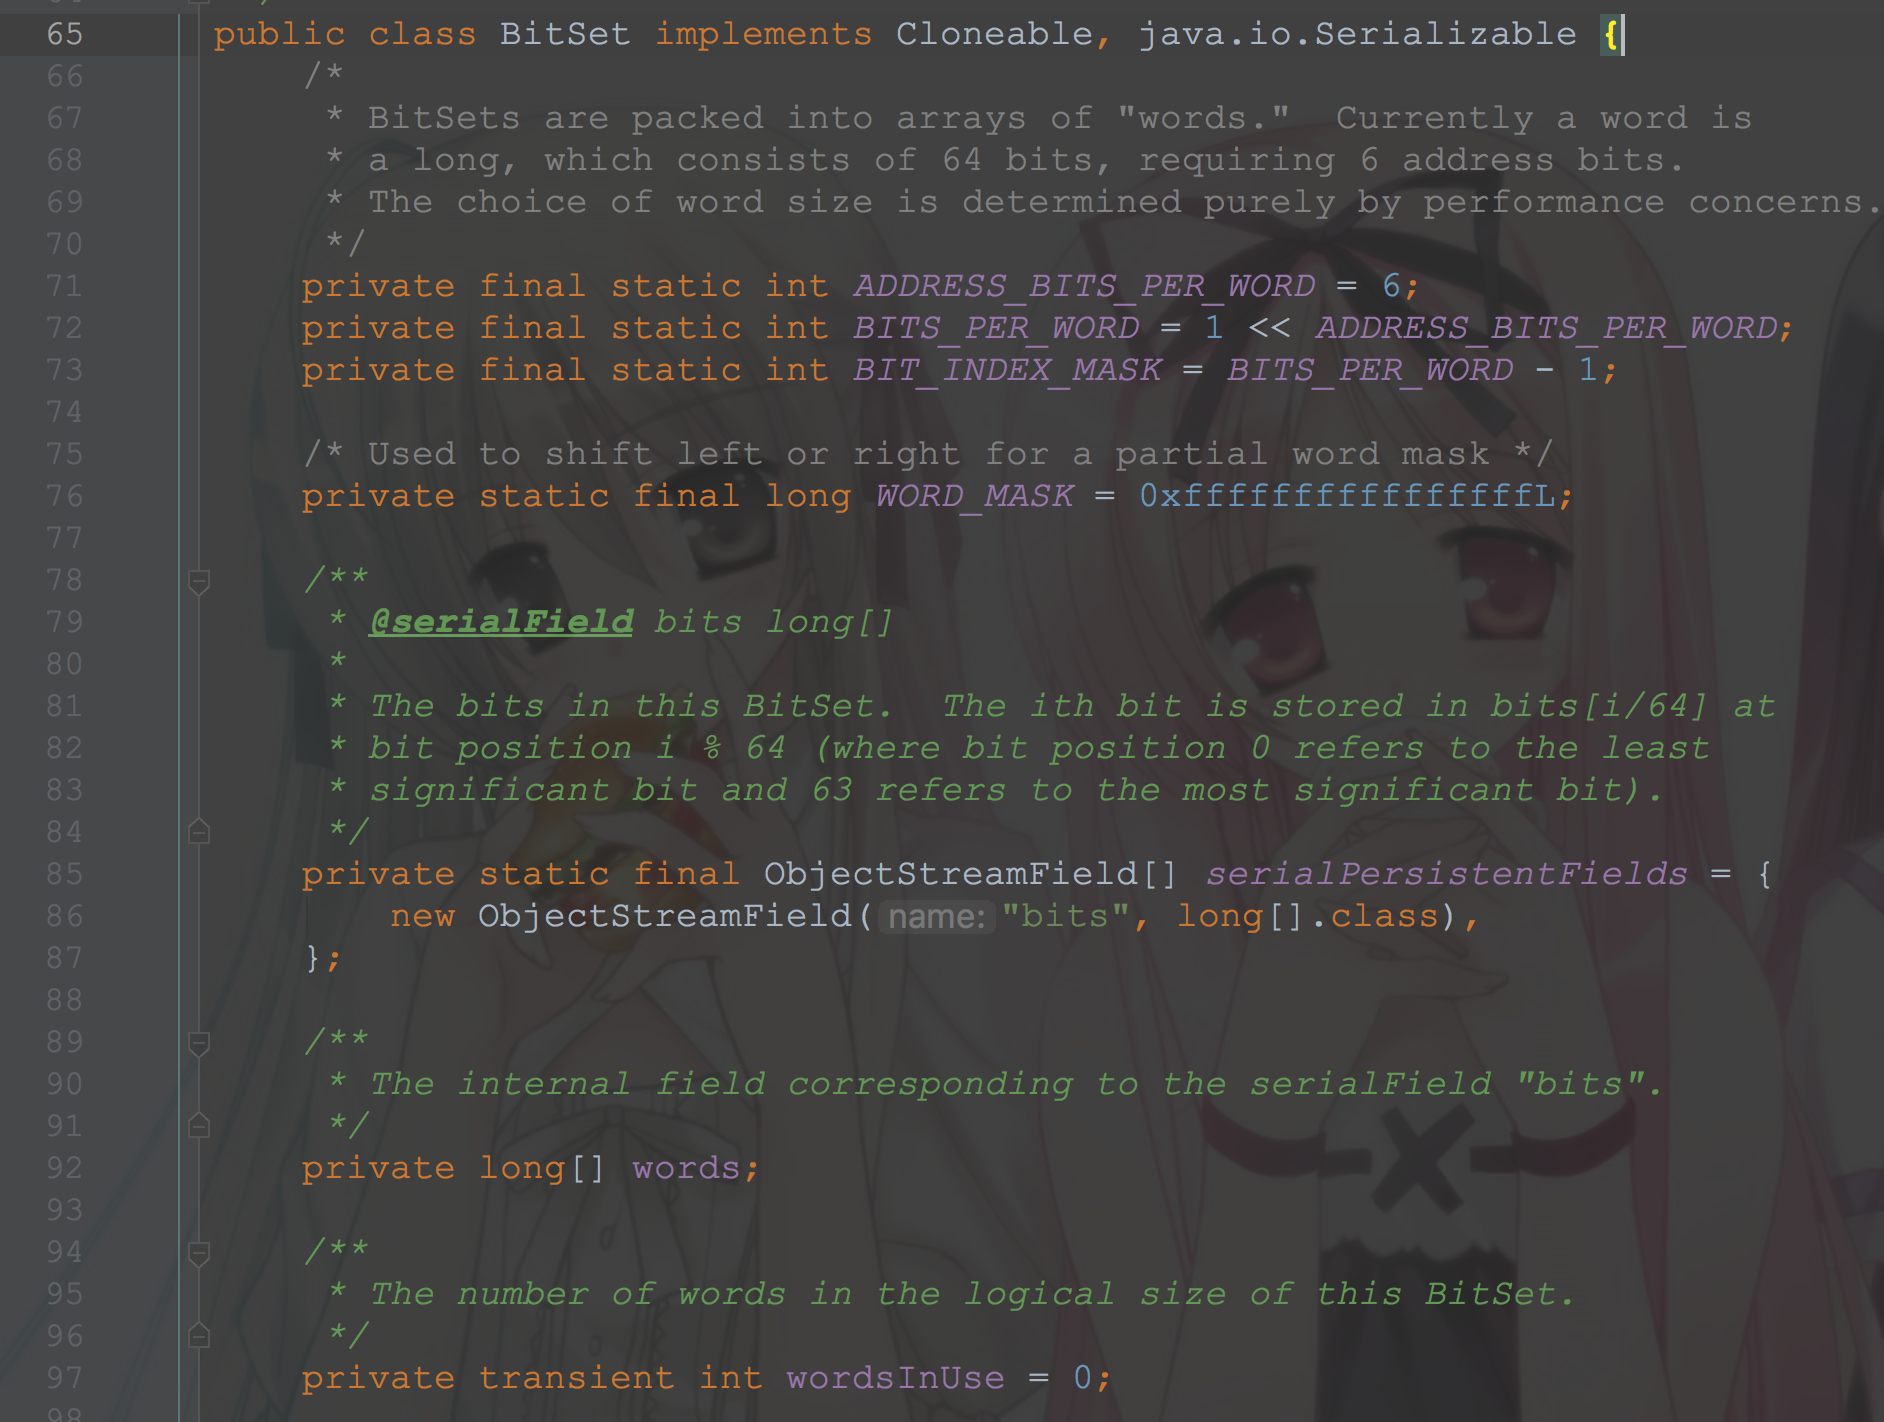 65 public class BitSet implements Cloneable, java.io.Serializable {
66 /*
67 * BitSets are packed into arrays of "words."  Currently a word is
68 * a long, which consists of 64 bits, requiring 6 address bits.
69 * The choice of word size is determined purely by performance concerns.
70 */
71 private final static int ADDRESS_BITS_PER_WORD = 6;
72 private final static int BITS_PER_WORD = 1 << ADDRESS_BITS_PER_WORD;
73 private final static int BIT_INDEX_MASK = BITS_PER_WORD - 1;
74
75 /* Used to shift left or right for a partial word mask */
76 private static final long WORD_MASK = 0xffffffffffffffffL;
77
78 /**
79 * @serialField bits long[]
80 *
81 * The bits in this BitSet.  The ith bit is stored in bits[i/64] at
82 * bit position i % 64 (where bit position 0 refers to the least
83 * significant bit and 63 refers to the most significant bit).
84 */
85 private static final ObjectStreamField[] serialPersistentFields = {
86 new ObjectStreamField( name: "bits", long[].class),
87 };
88
89 /**
90 * The internal field corresponding to the serialField "bits".
91 */
92 private long[] words;
93
94 /**
95 * The number of words in the logical size of this BitSet.
96 */
97 private transient int wordsInUse = 0;
98